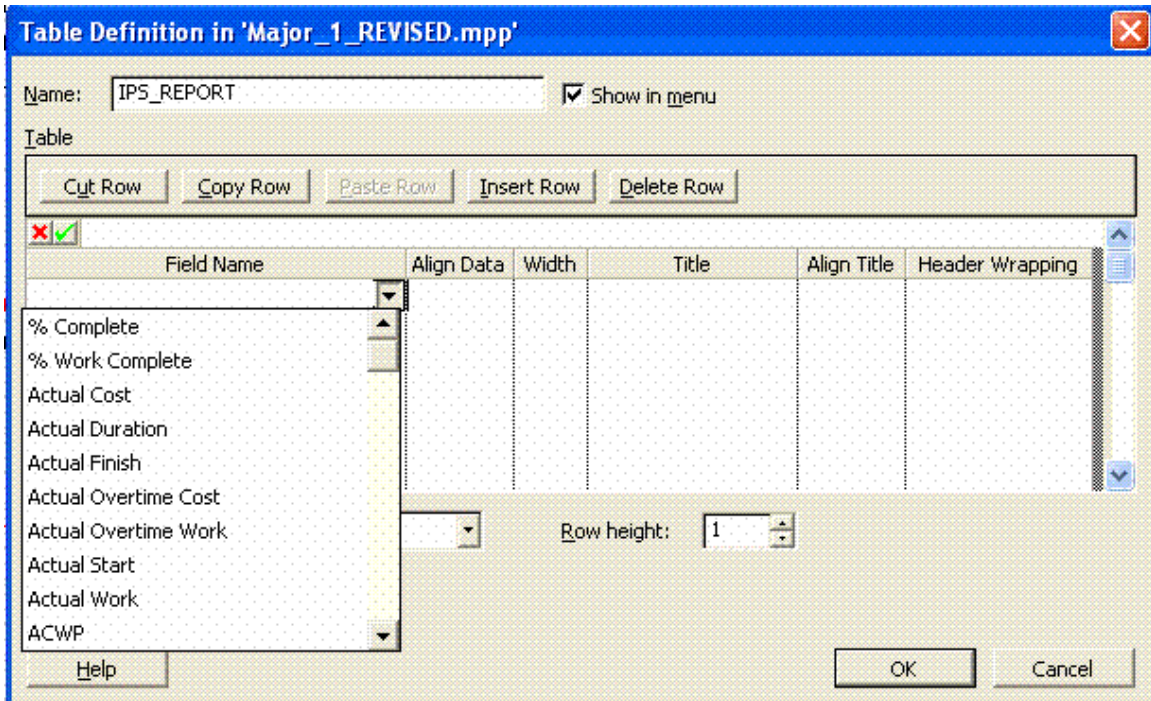 Table Definition in 'Major_1_REVISED.mpp'
Name: IPS_REPORT Show in menu
Table
Cut Row Copy Row Paste Row Insert Row Delete Row
Field Name Align Data Width Title Align Title Header Wrapping
% Complete
% Work Complete
Actual Cost
Actual Duration
Actual Finish
Actual Overtime Cost
Actual Overtime Work Row height: 1
Actual Start
Actual Work
ACWP
Help OK Cancel